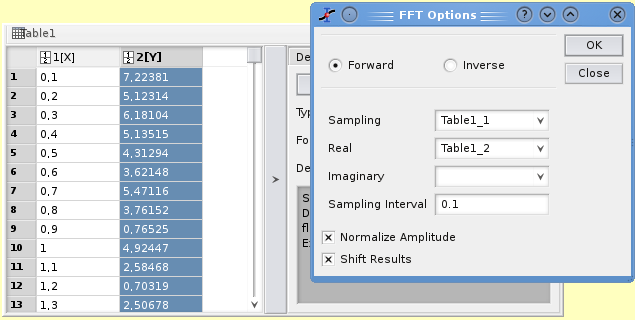 Table1
1[X] 2[Y]
1 0,1 7,22381
2 0,2 5,12314
3 0,3 6,18104
4 0,4 5,13515
5 0,5 4,31294
6 0,6 3,62148
7 0,7 5,47116
8 0,8 3,76152
9 0,9 0,76525
10 1 4,92447
11 1,1 2,58468
12 1,2 0,70319
13 1,3 2,50678
De
Typ
Fo
De
S
D
fl
E
FFT Options
Forward Inverse
OK
Close
Sampling Table1_1
Real Table1_2
Imaginary
Sampling Interval 0.1
Normalize Amplitude
Shift Results